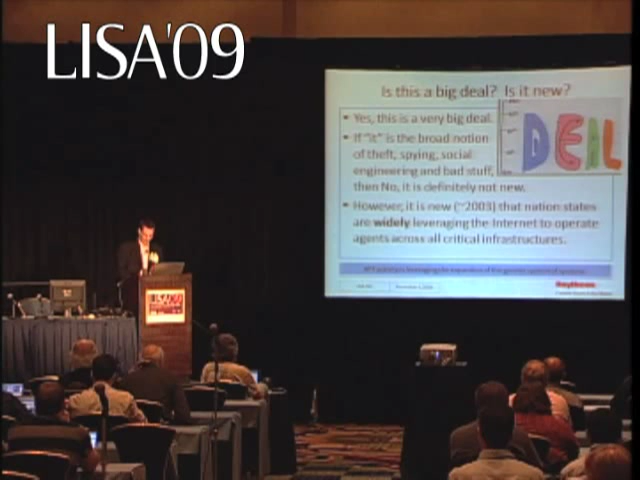 LISA'09
Is this a big deal? Is it new?
Yes, this is a very big deal.
If "it" is the broad notion
of theft, spying, social
engineering and bad stuff,
then No, it is definitely not new.
However, it is new (~2003) that nation states
are widely leveraging the Internet to operate
agents across all critical infrastructures.
DEAL
Raytheon
LISA'09